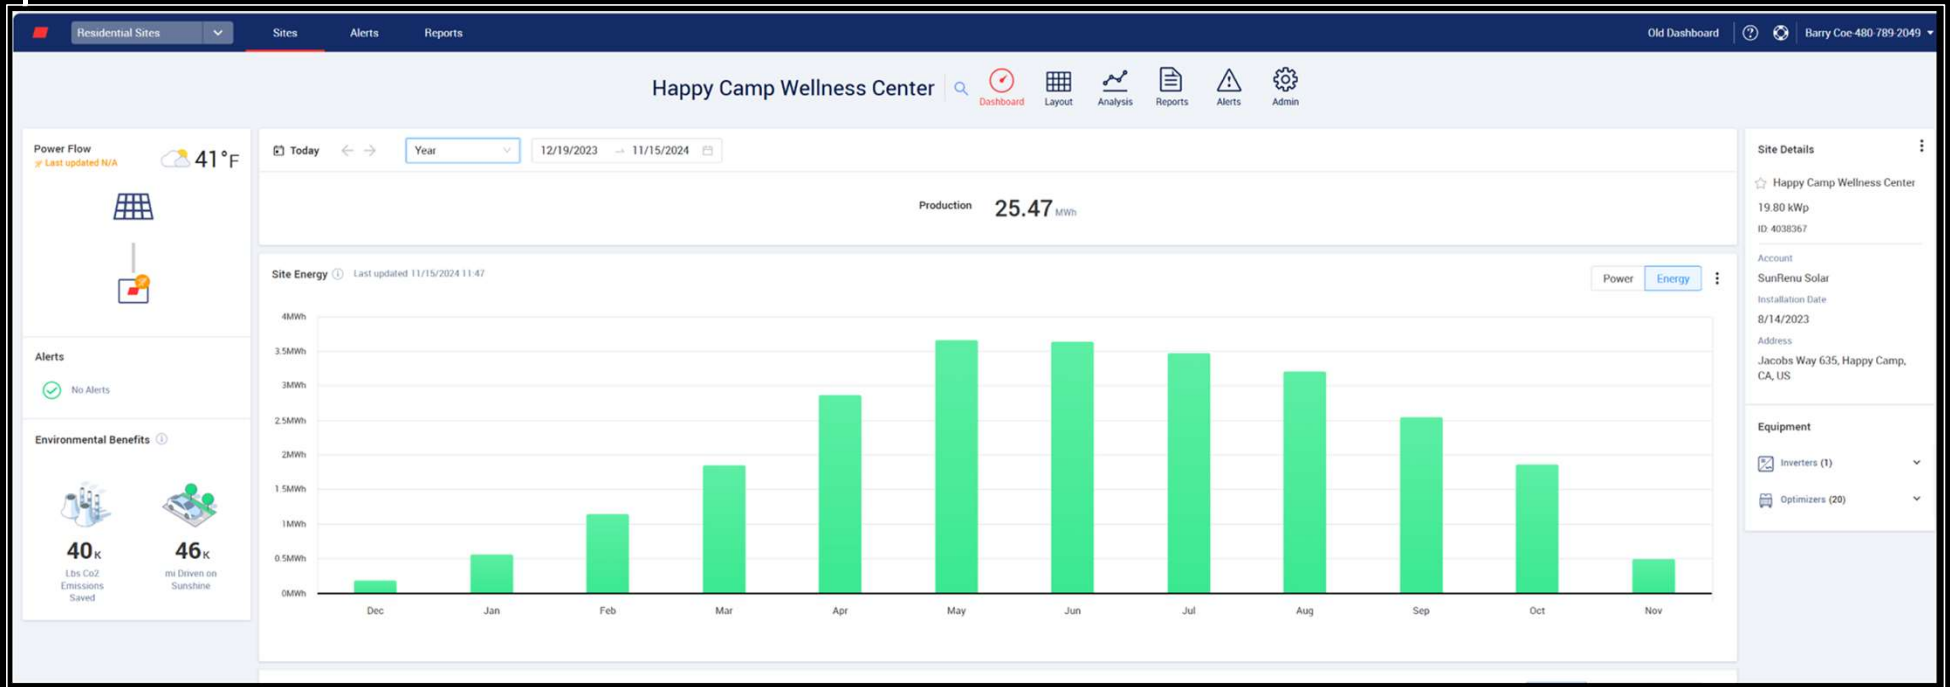 Residential Sites
Sites
Alerts
Reports
Old Dashboard
Barry Coe-480-789-2049
Happy Camp Wellness Center
Dashboard
Layout
Analysis
Reports
Alerts
Admin
Power Flow
Last updated N/A
41°F
Alerts
No Alerts
Environmental Benefits
40K
Lbs Co2
Emissions
Saved
46K
mi Driven on
Sunshine
Today
Year
12/19/2023 → 11/15/2024
Production 25.47 MWh
Site Energy
Last updated 11/15/2024 11:47
Power
Energy
4MWh
3.5MWh
3MWh
2.5MWh
2MWh
1.5MWh
1MWh
0.5MWh
0MWh
Dec Jan Feb Mar Apr May Jun Jul Aug Sep Oct Nov
Site Details
Happy Camp Wellness Center
19.80 kWp
ID: 4038367
Account
SunRenu Solar
Installation Date
8/14/2023
Address
Jacobs Way 635, Happy Camp,
CA, US
Equipment
Inverters (1)
Optimizers (20)